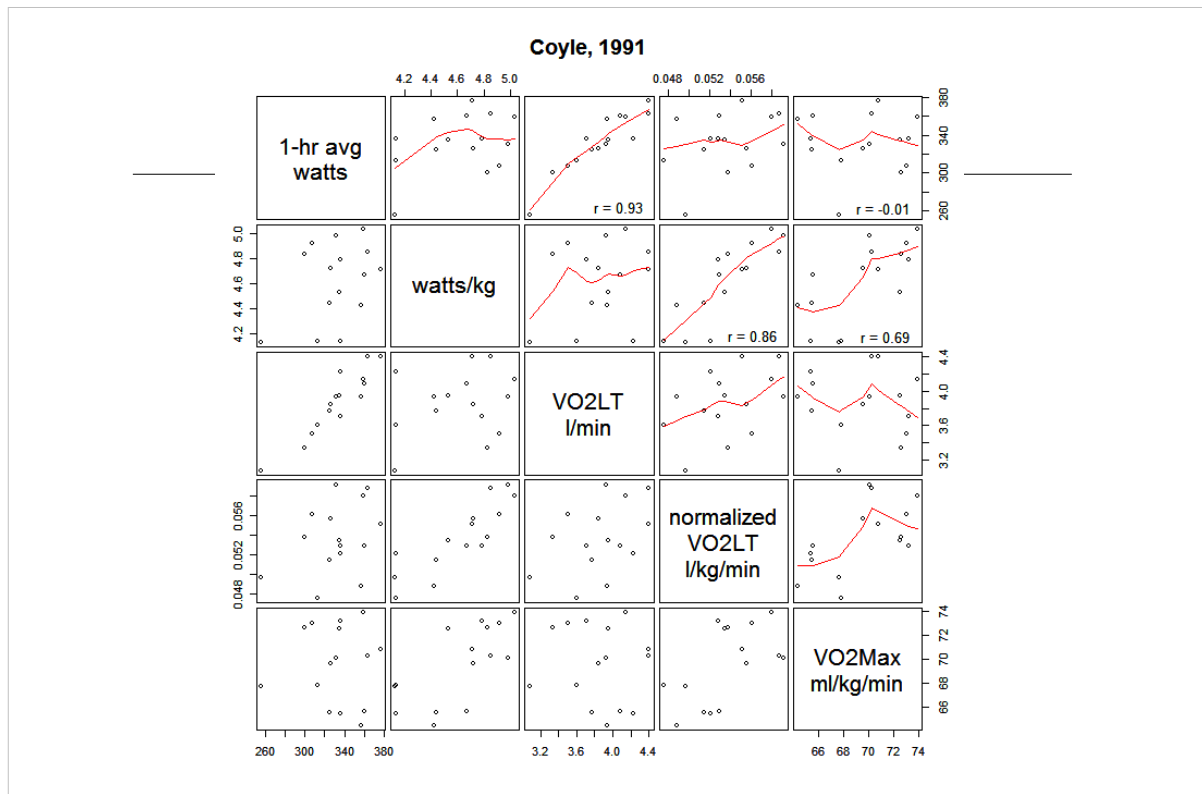 Coyle, 1991
4.2 4.4 4.6 4.8 5.0
0.048 0.052 0.056
1-hr avg
watts
r = 0.93
r = -0.01
260 300 340 380
watts/kg
r = 0.86
r = 0.69
4.2 4.4 4.6 4.8 5.0
VO2LT
l/min
3.2 3.6 4.0 4.4
normalized
VO2LT
l/kg/min
0.048 0.052 0.056
VO2Max
ml/kg/min
66 68 70 72 74
260 300 340 380
3.2 3.6 4.0 4.4
66 68 70 72 74